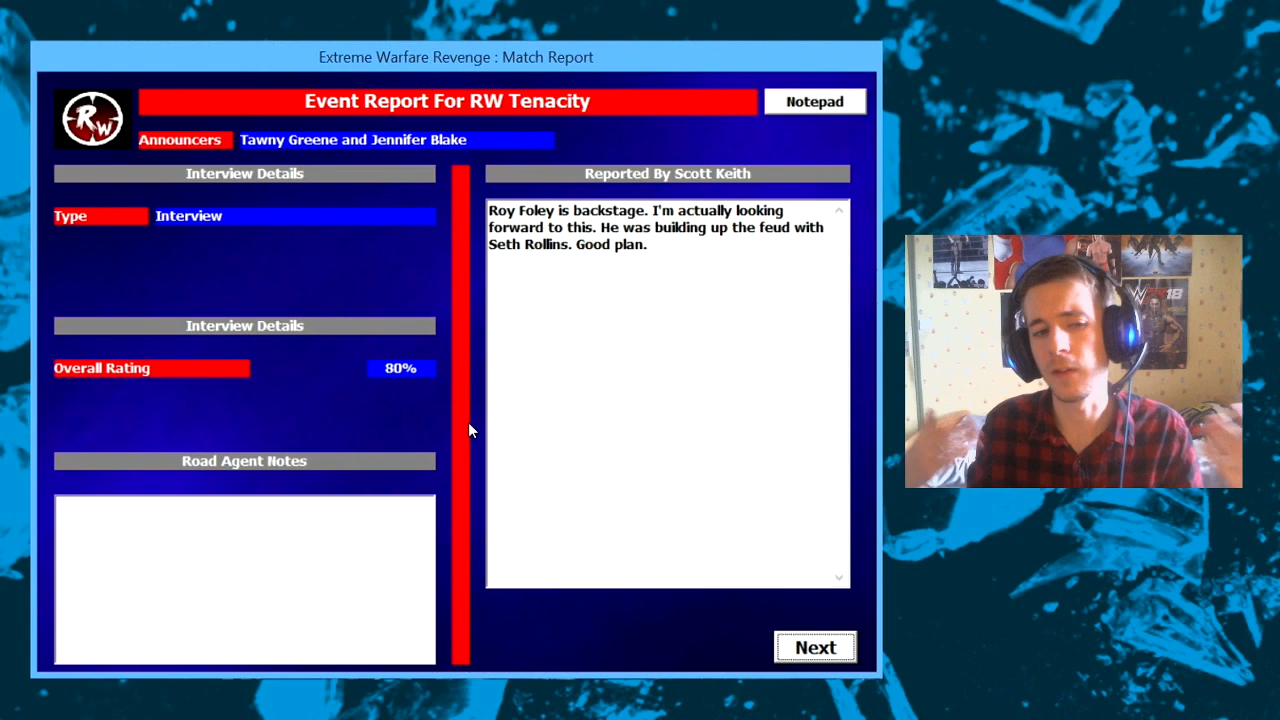 Extreme Warfare Revenge : Match Report
RW
Event Report For RW Tenacity
Notepad
Announcers
Tawny Greene and Jennifer Blake
Interview Details
Reported By Scott Keith
Type
Interview
Roy Foley is backstage. I'm actually looking
forward to this. He was building up the feud with
Seth Rollins. Good plan.
Interview Details
Overall Rating
80%
Road Agent Notes
Next
W2K18